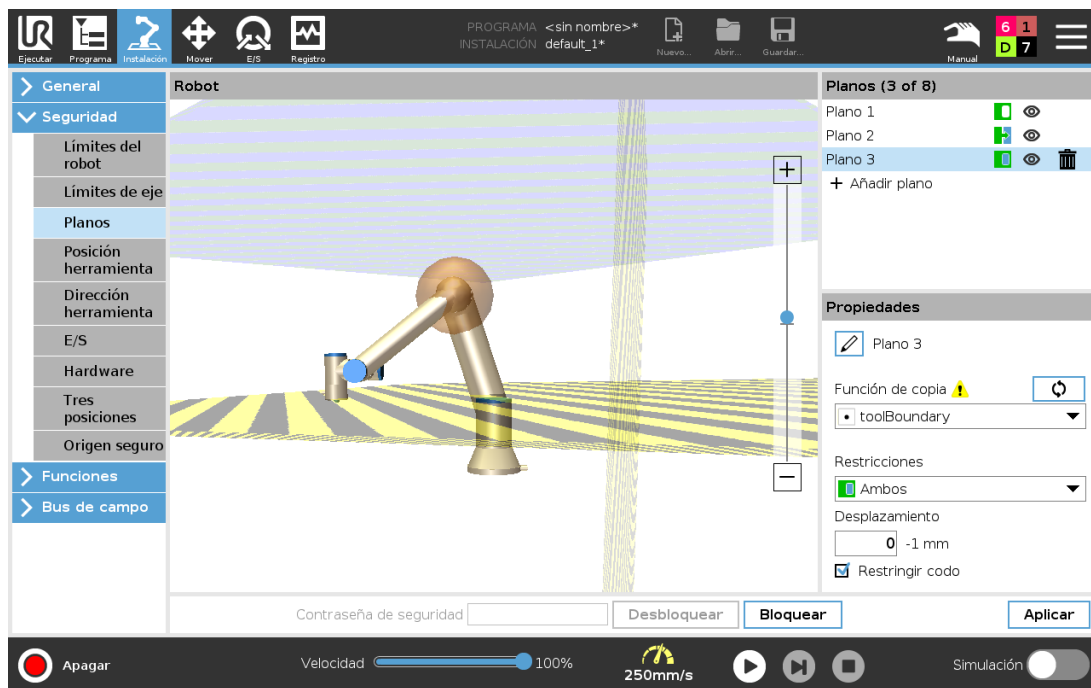 UR
PROGRAMA <sin nombre>*
INSTALACIÓN default_1*
6 1
D 7
Ejecutar Programa Instalación Mover E/S Registro Nuevo... Abrir... Guardar... Manual
General
Seguridad
Límites del
robot
Límites de eje
Planos
Posición
herramienta
Dirección
herramienta
E/S
Hardware
Tres
posiciones
Origen seguro
Funciones
Bus de campo
Robot
+
−
Planos (3 of 8)
Plano 1
Plano 2
Plano 3
+ Añadir plano
Propiedades
Plano 3
Función de copia
toolBoundary
Restricciones
Ambos
Desplazamiento
0 -1 mm
Restringir codo
Contraseña de seguridad Desbloquear Bloquear Aplicar
Apagar Velocidad 100% 250mm/s Simulación